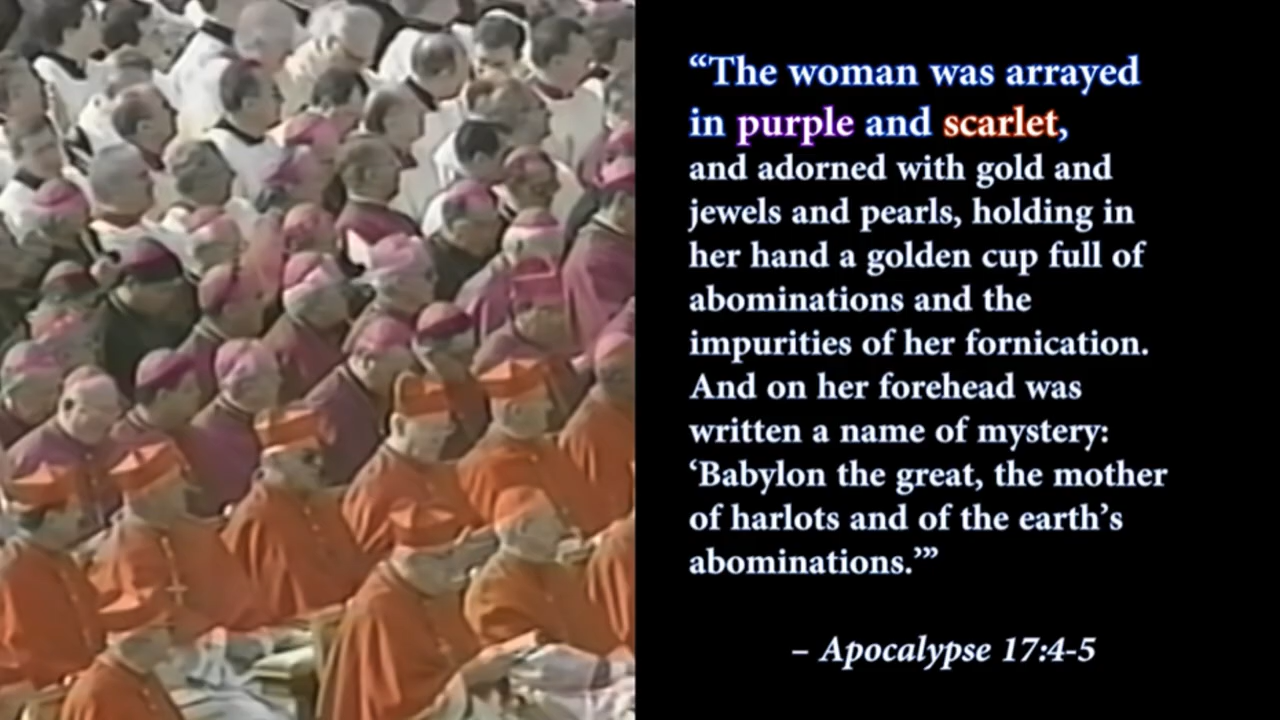 “The woman was arrayed
in purple and scarlet,
and adorned with gold and
jewels and pearls, holding in
her hand a golden cup full of
abominations and the
impurities of her fornication.
And on her forehead was
written a name of mystery:
‘Babylon the great, the mother
of harlots and of the earth’s
abominations.’”
– Apocalypse 17:4-5